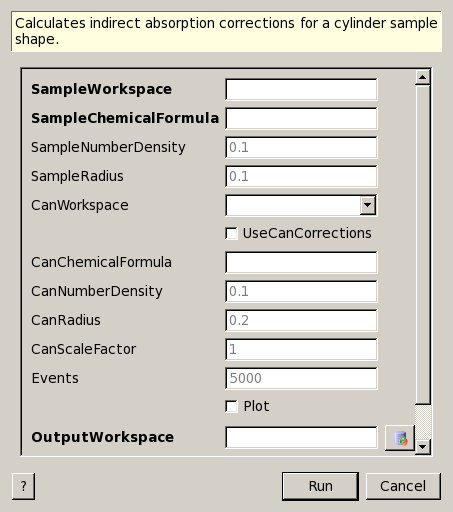 Calculates indirect absorption corrections for a cylinder sample
shape.
SampleWorkspace
SampleChemicalFormula
SampleNumberDensity 0.1
SampleRadius 0.1
CanWorkspace
UseCanCorrections
CanChemicalFormula
CanNumberDensity 0.1
CanRadius 0.2
CanScaleFactor 1
Events 5000
Plot
OutputWorkspace
? Run Cancel